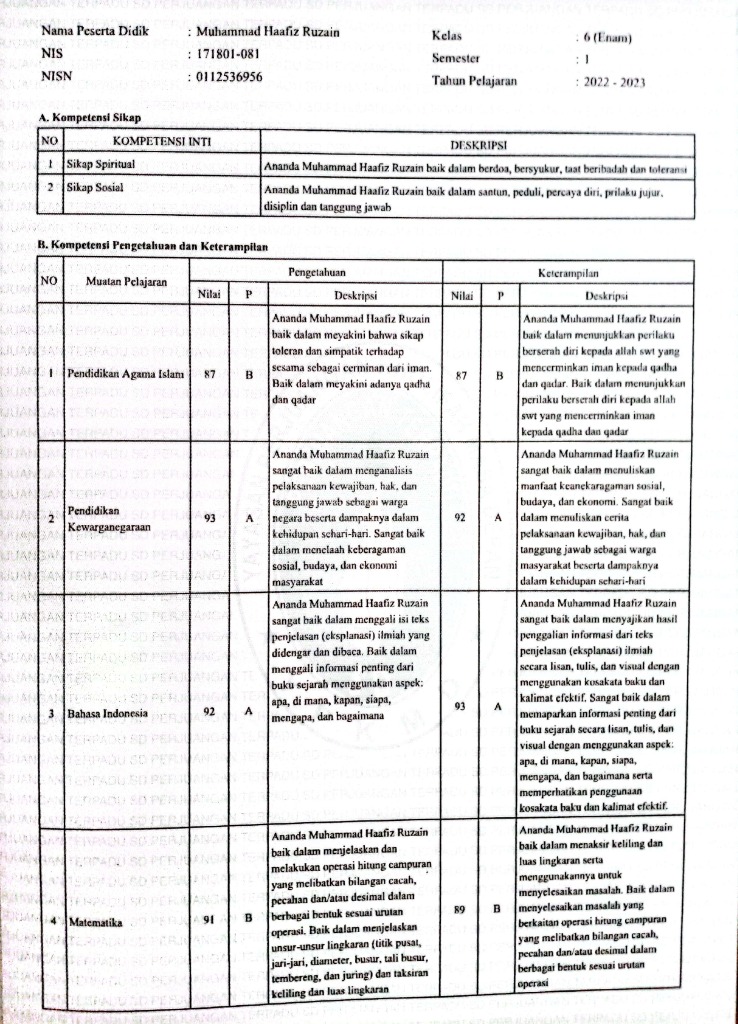 Nama Peserta Didik : Muhammad Haafiz Ruzain
NIS : 171801-081
NISN : 0112536956
Kelas : 6 (Enam)
Semester : 1
Tahun Pelajaran : 2022 - 2023
A. Kompetensi Sikap
NO KOMPETENSI INTI DESKRIPSI
1 Sikap Spiritual Ananda Muhammad Haafiz Ruzain baik dalam berdoa, bersyukur, taat beribadah dan toleransi
2 Sikap Sosial Ananda Muhammad Haafiz Ruzain baik dalam santun, peduli, percaya diri, prilaku jujur,
disiplin dan tanggung jawab
B. Kompetensi Pengetahuan dan Keterampilan
NO Muatan Pelajaran Pengetahuan Keterampilan
Nilai P Deskripsi Nilai P Deskripsi
1 Pendidikan Agama Islam 87 B
Ananda Muhammad Haafiz Ruzain
baik dalam meyakini bahwa sikap
toleran dan simpatik terhadap
sesama sebagai cerminan dari iman.
Baik dalam meyakini adanya qadha
dan qadar
87 B
Ananda Muhammad Haafiz Ruzain
baik dalam menunjukkan perilaku
berserah diri kepada allah swt yang
mencerminkan iman kepada qadha
dan qadar. Baik dalam menunjukkan
perilaku berserah diri kepada allah
swt yang mencerminkan iman
kepada qadha dan qadar
2 Pendidikan
Kewarganegaraan
93 A
Ananda Muhammad Haafiz Ruzain
sangat baik dalam menganalisis
pelaksanaan kewajiban, hak, dan
tanggung jawab sebagai warga
negara beserta dampaknya dalam
kehidupan sehari-hari. Sangat baik
dalam menelaah keberagaman
sosial, budaya, dan ekonomi
masyarakat
92 A
Ananda Muhammad Haafiz Ruzain
sangat baik dalam menuliskan
manfaat keanekaragaman sosial,
budaya, dan ekonomi. Sangat baik
dalam menuliskan cerita
pelaksanaan kewajiban, hak, dan
tanggung jawab sebagai warga
masyarakat beserta dampaknya
dalam kehidupan sehari-hari
3 Bahasa Indonesia 92 A
Ananda Muhammad Haafiz Ruzain
sangat baik dalam menggali isi teks
penjelasan (eksplanasi) ilmiah yang
didengar dan dibaca. Baik dalam
menggali informasi penting dari
buku sejarah menggunakan aspek:
apa, di mana, kapan, siapa,
mengapa, dan bagaimana
93 A
Ananda Muhammad Haafiz Ruzain
sangat baik dalam menyajikan hasil
penggalian informasi dari teks
penjelasan (eksplanasi) ilmiah
secara lisan, tulis, dan visual dengan
menggunakan kosakata baku dan
kalimat efektif. Sangat baik dalam
memaparkan informasi penting dari
buku sejarah secara lisan, tulis, dan
visual dengan menggunakan aspek:
apa, di mana, kapan, siapa,
mengapa, dan bagaimana serta
memperhatikan penggunaan
kosakata baku dan kalimat efektif.
4 Matematika 91 B
Ananda Muhammad Haafiz Ruzain
baik dalam menjelaskan dan
melakukan operasi hitung campuran
yang melibatkan bilangan cacah,
pecahan dan/atau desimal dalam
berbagai bentuk sesuai urutan
operasi. Baik dalam menjelaskan
unsur-unsur lingkaran (titik pusat,
jari-jari, diameter, busur, tali busur,
tembereng, dan juring) dan taksiran
keliling dan luas lingkaran
89 B
Ananda Muhammad Haafiz Ruzain
baik dalam menaksir keliling dan
luas lingkaran serta
menggunakannya untuk
menyelesaikan masalah. Baik dalam
menyelesaikan masalah yang
berkaitan operasi hitung campuran
yang melibatkan bilangan cacah,
pecahan dan/atau desimal dalam
berbagai bentuk sesuai urutan
operasi